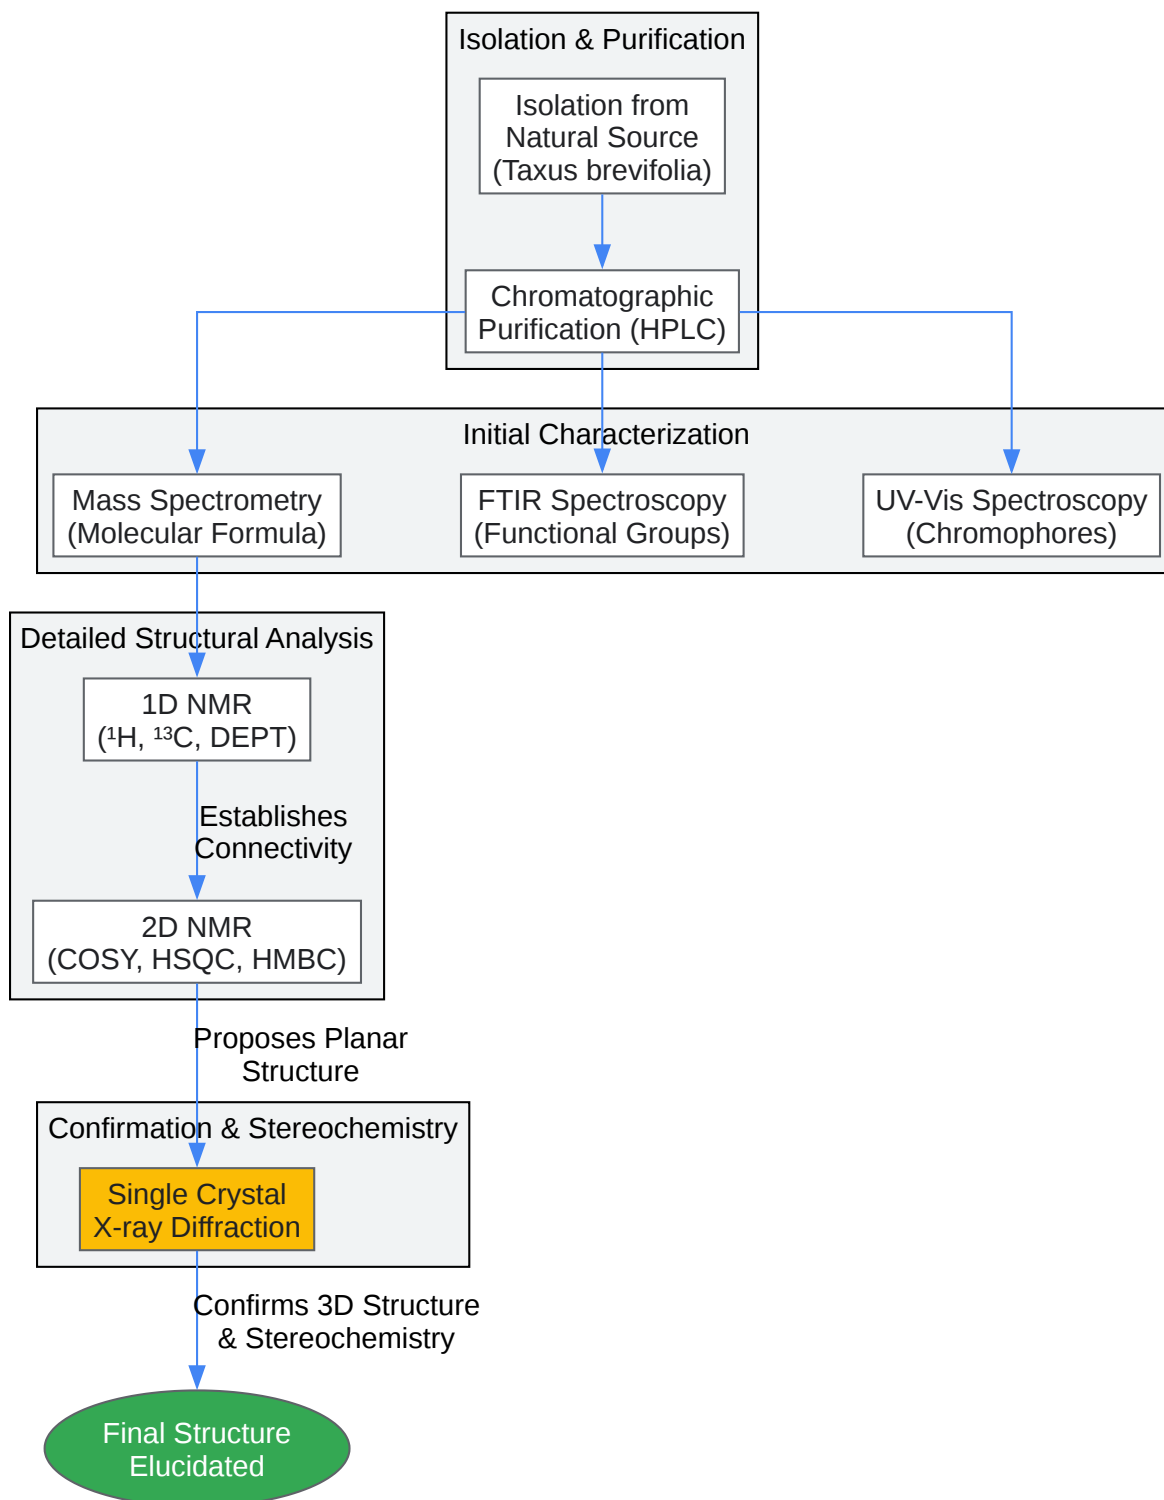 Isolation & Purification
Isolation from
Natural Source
(Taxus brevifolia)
Chromatographic
Purification (HPLC)
Initial Characterization
Mass Spectrometry
(Molecular Formula)
FTIR Spectroscopy
(Functional Groups)
UV-Vis Spectroscopy
(Chromophores)
Detailed Structural Analysis
1D NMR
(¹H, ¹³C, DEPT)
Establishes
Connectivity
2D NMR
(COSY, HSQC, HMBC)
Proposes Planar
Structure
Confirmation & Stereochemistry
Single Crystal
X-ray Diffraction
Confirms 3D Structure
& Stereochemistry
Final Structure
Elucidated